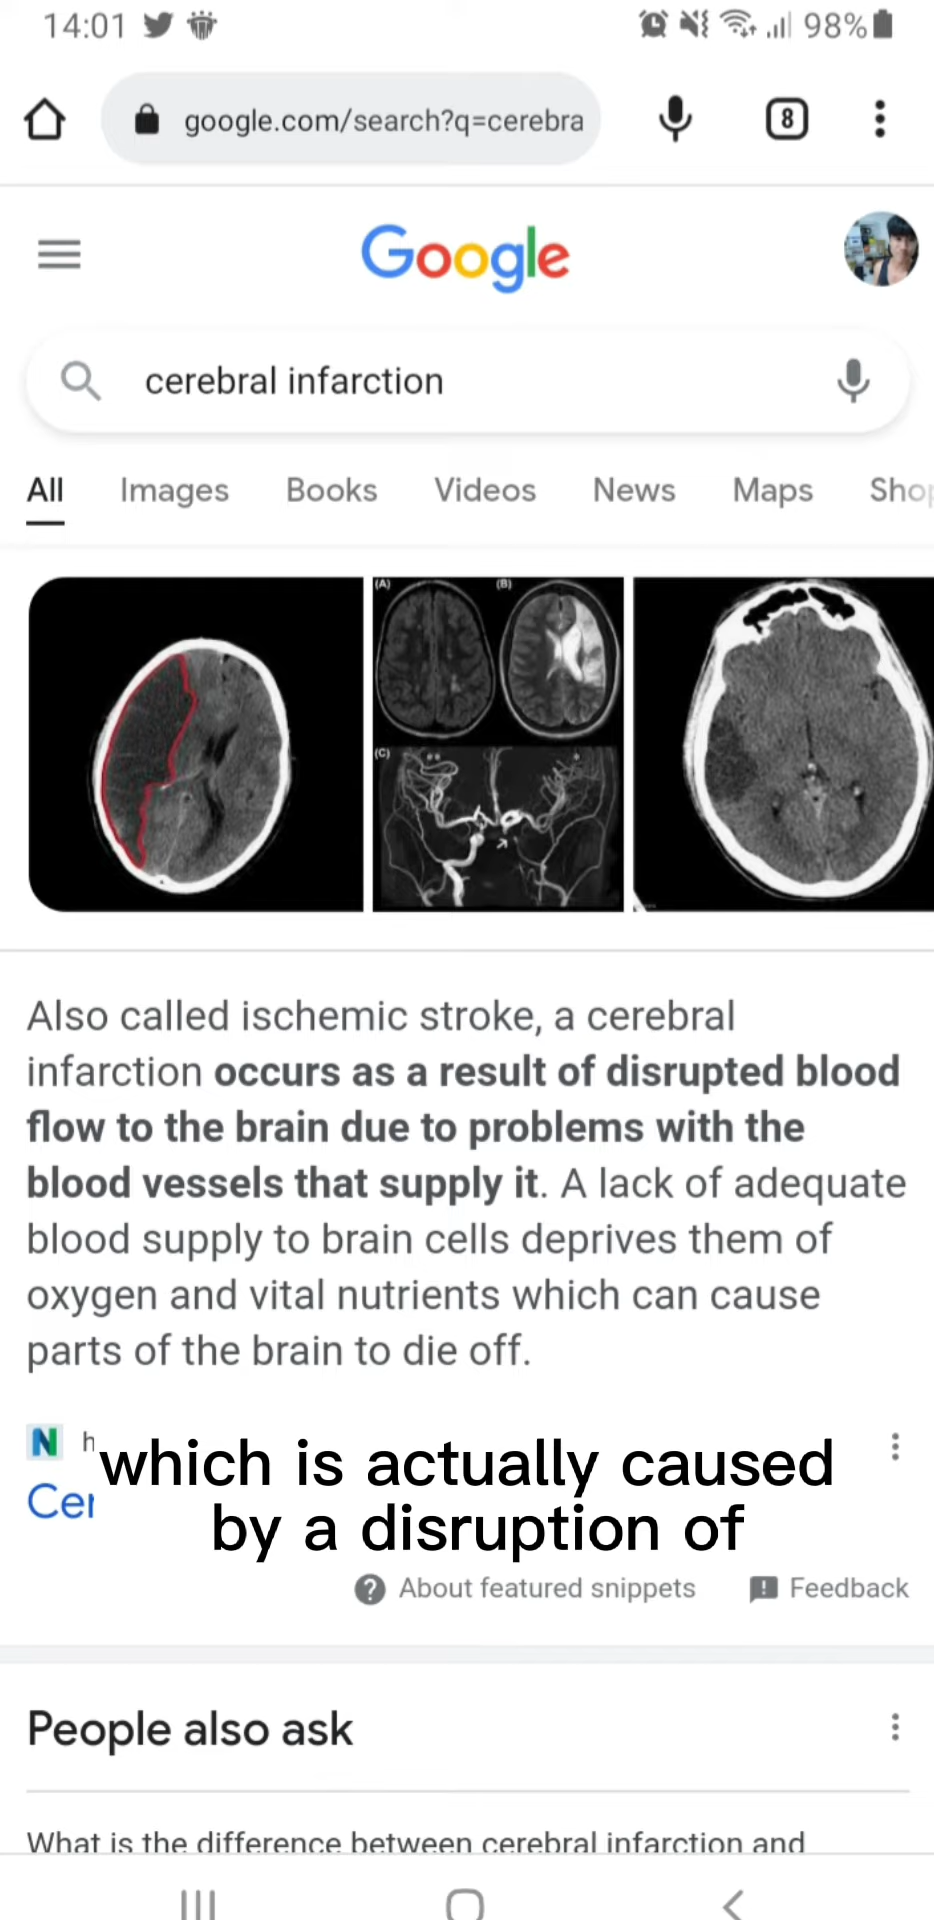 14:01 98%
google.com/search?q=cerebra 8
Google
cerebral infarction
All Images Books Videos News Maps Shop
(A) (B)
(C) ** *
Also called ischemic stroke, a cerebral
infarction occurs as a result of disrupted blood
flow to the brain due to problems with the
blood vessels that supply it. A lack of adequate
blood supply to brain cells deprives them of
oxygen and vital nutrients which can cause
parts of the brain to die off.
N h
which is actually caused
by a disruption of
About featured snippets Feedback
People also ask
What is the difference between cerebral infarction and